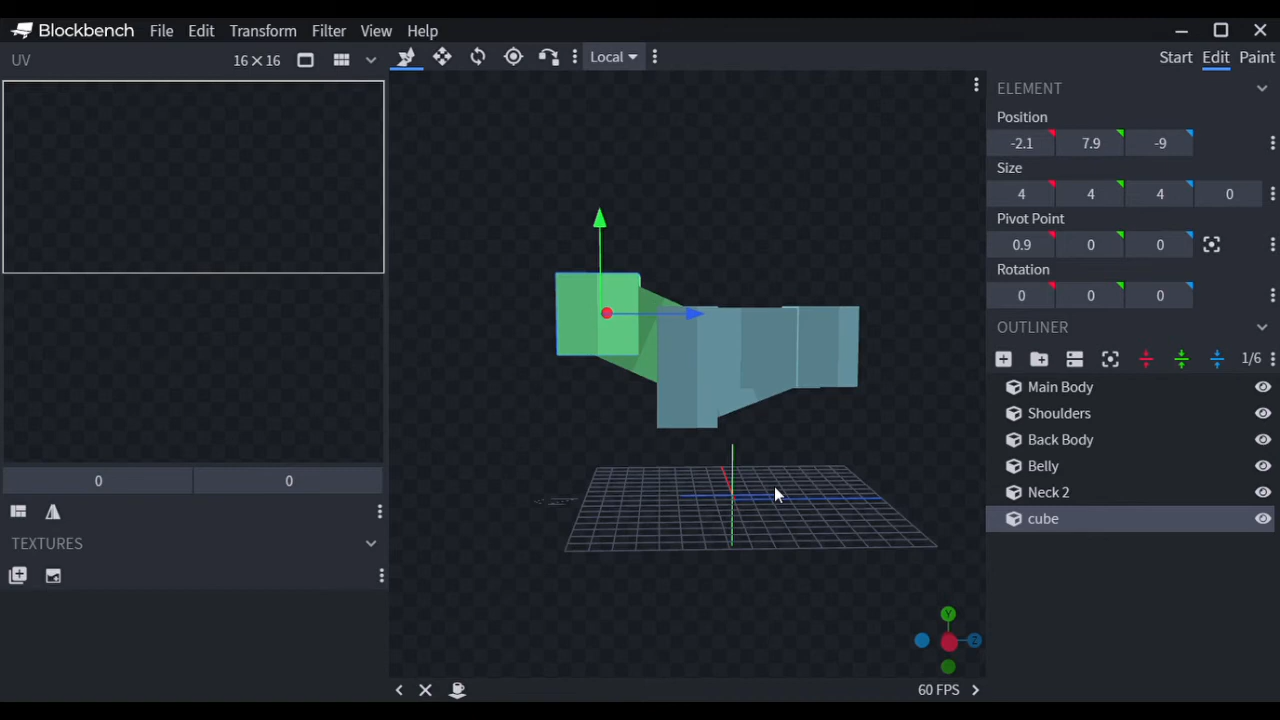 Blockbench File Edit Transform Filter View Help
UV 16×16 Local Start Edit Paint
ELEMENT
Position
-2.1 7.9 -9
Size
4 4 4 0
Pivot Point
0.9 0 0
Rotation
0 0 0
OUTLINER
1/6
Main Body
Shoulders
Back Body
Belly
Neck 2
cube
0 0
TEXTURES
Y
Z
60 FPS